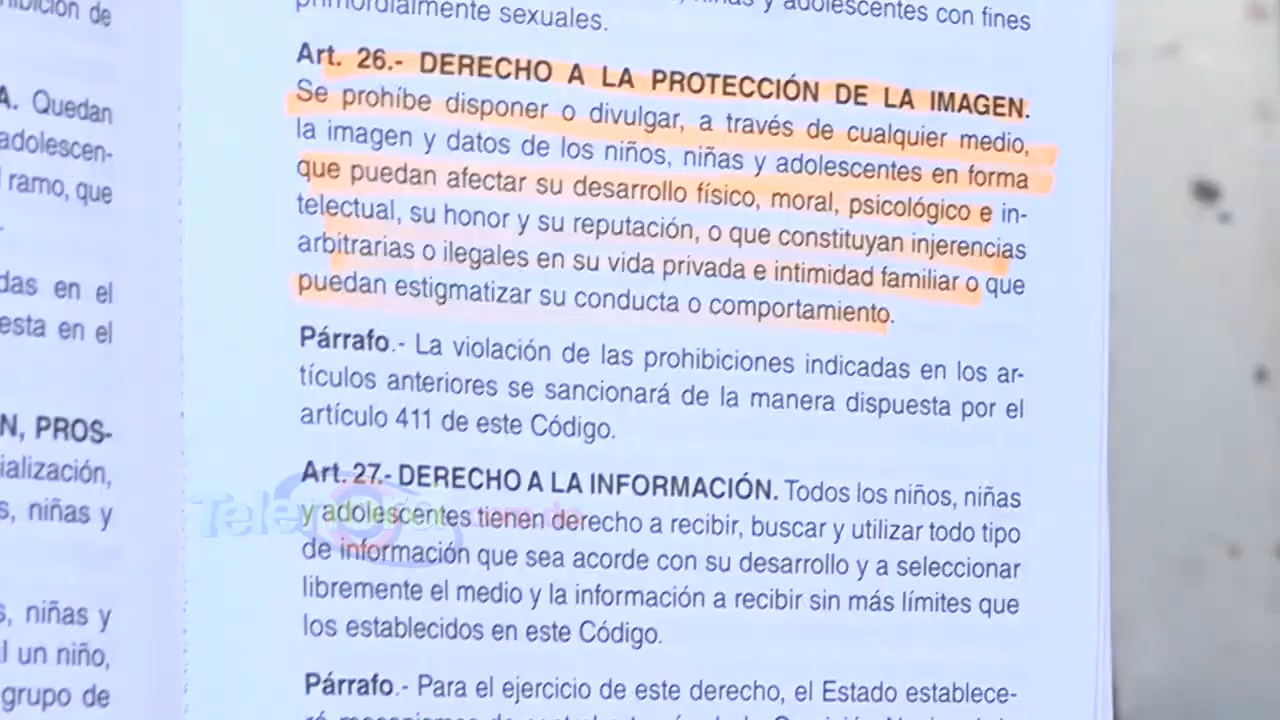 ibición de
A. Quedan
adolescen-
ramo, que
das en el
esta en el
N, PROS-
ialización,
s, niñas y
s, niñas y
l un niño,
grupo de
primordialmente sexuales.
y adolescentes con fines
Art. 26.- DERECHO A LA PROTECCIÓN DE LA IMAGEN.
Se prohíbe disponer o divulgar, a través de cualquier medio,
la imagen y datos de los niños, niñas y adolescentes en forma
que puedan afectar su desarrollo físico, moral, psicológico e in-
telectual, su honor y su reputación, o que constituyan injerencias
arbitrarias o ilegales en su vida privada e intimidad familiar o que
puedan estigmatizar su conducta o comportamiento.
Párrafo.- La violación de las prohibiciones indicadas en los ar-
tículos anteriores se sancionará de la manera dispuesta por el
artículo 411 de este Código.
Art. 27.- DERECHO A LA INFORMACIÓN. Todos los niños, niñas
y adolescentes tienen derecho a recibir, buscar y utilizar todo tipo
de información que sea acorde con su desarrollo y a seleccionar
libremente el medio y la información a recibir sin más límites que
los establecidos en este Código.
Párrafo.- Para el ejercicio de este derecho, el Estado establece-